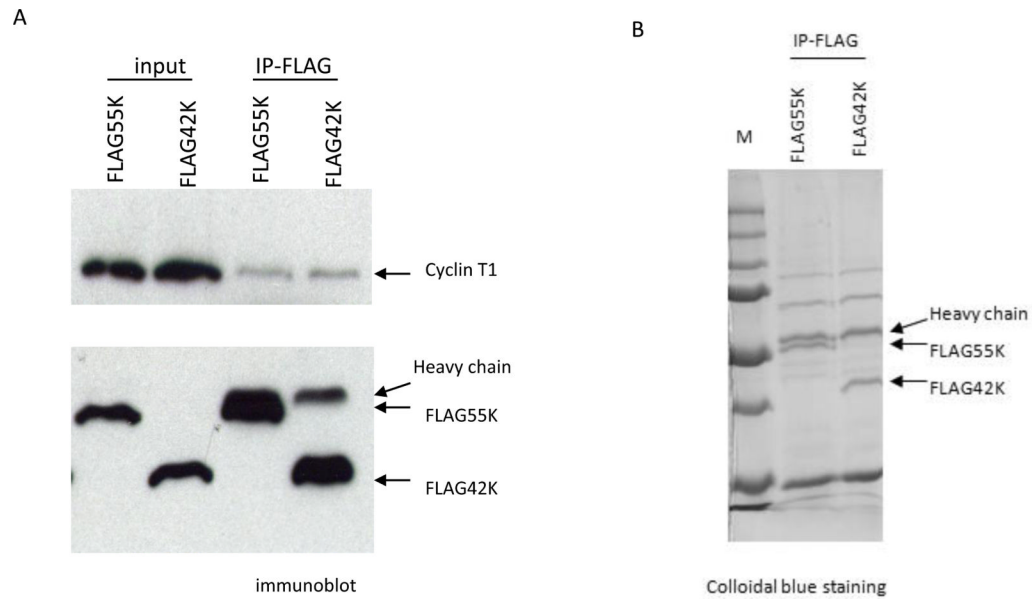 A
input
IP-FLAG
FLAG55K
FLAG42K
FLAG55K
FLAG42K
Cyclin T1
Heavy chain
FLAG55K
FLAG42K
immunoblot
B
IP-FLAG
M
FLAG55K
FLAG42K
Heavy chain
FLAG55K
FLAG42K
Colloidal blue staining